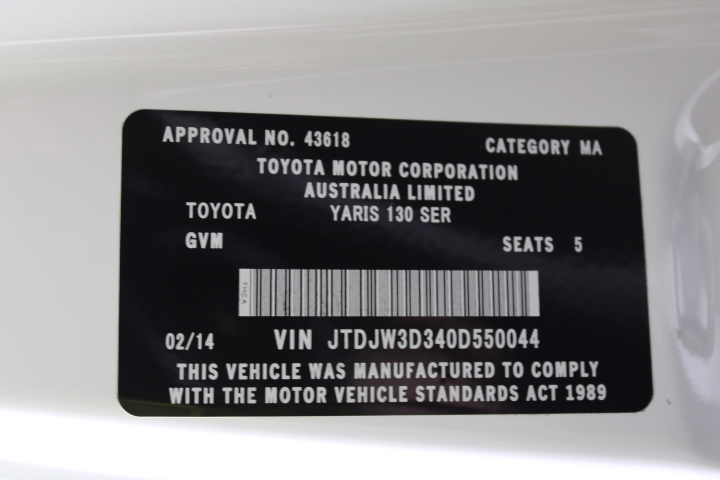 APPROVAL NO. 43618 CATEGORY MA
TOYOTA MOTOR CORPORATION
AUSTRALIA LIMITED
TOYOTA YARIS 130 SER
GVM SEATS 5
THCA
02/14 VIN JTDJW3D340D550044
THIS VEHICLE WAS MANUFACTURED TO COMPLY
WITH THE MOTOR VEHICLE STANDARDS ACT 1989